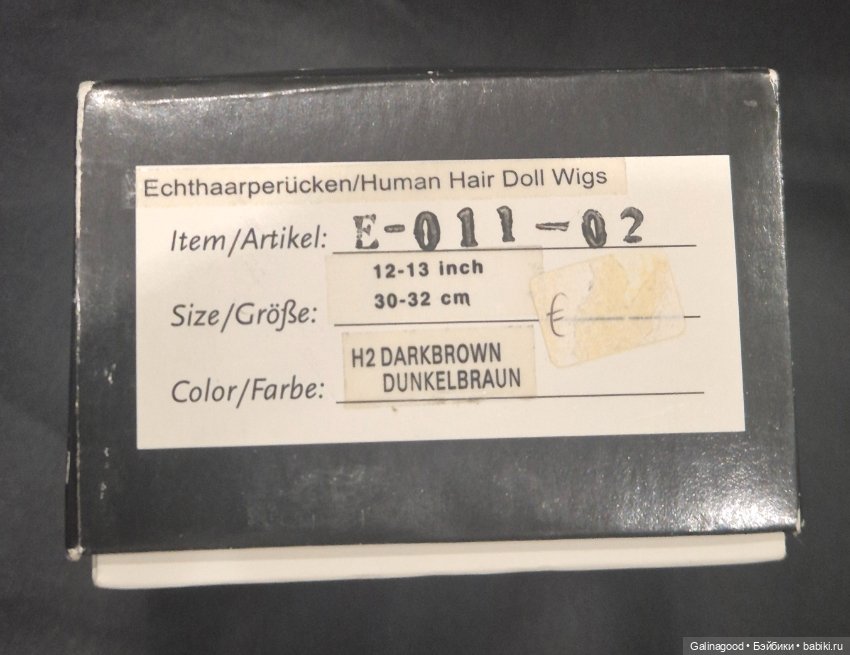 Echthaarperücken/Human Hair Doll Wigs
Item/Artikel: E-011-02
12-13 inch
Size/Größe: 30-32 cm
€
H2 DARKBROWN
Color/Farbe: DUNKELBRAUN
Galinagood • Бэйбики • babiki.ru